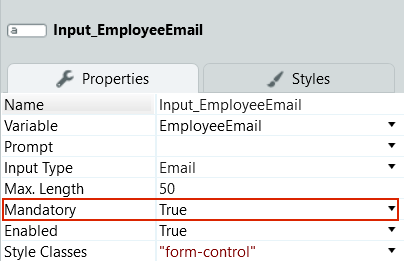 a Input_EmployeeEmail
Properties Styles
Name Input_EmployeeEmail
Variable EmployeeEmail
Prompt
Input Type Email
Max. Length 50
Mandatory True
Enabled True
Style Classes "form-control"